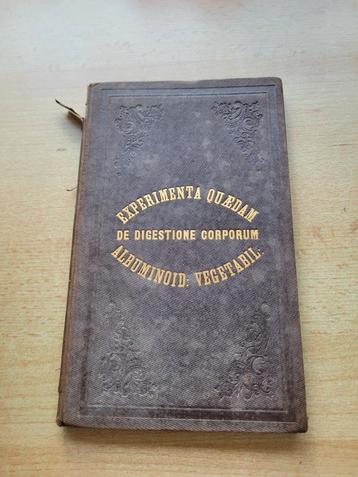 EXPERIMENTA QUÆDAM
DE DIGESTIONE CORPORUM
ALBUMINOID: VEGETABIL: